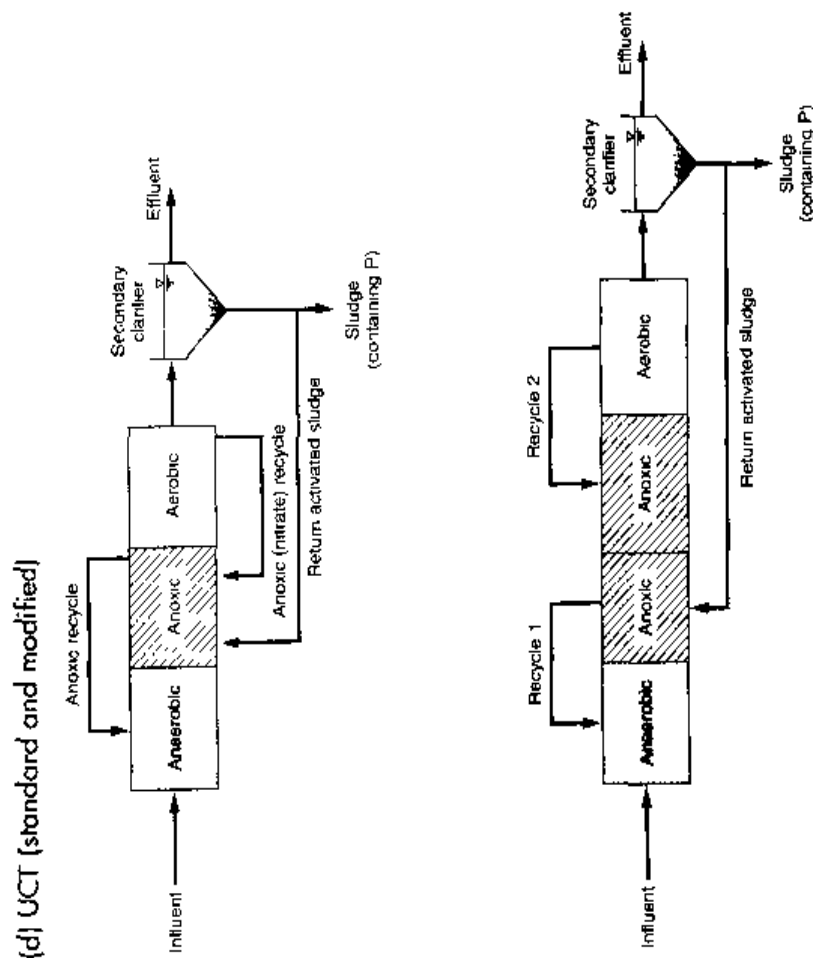 (d) UCT (standard and modified)
Anoxic recycle
Influent
Anaerobic
Anoxic
Aerobic
Secondary
clarifier
Effluent
Anoxic (nitrate) recycle
Return activated sludge
Sludge
(containing P)
Recycle 1
Recycle 2
Influent
Anaerobic
Anoxic
Anoxic
Aerobic
Secondary
clarifier
Effluent
Return activated sludge
Sludge
(containing P)